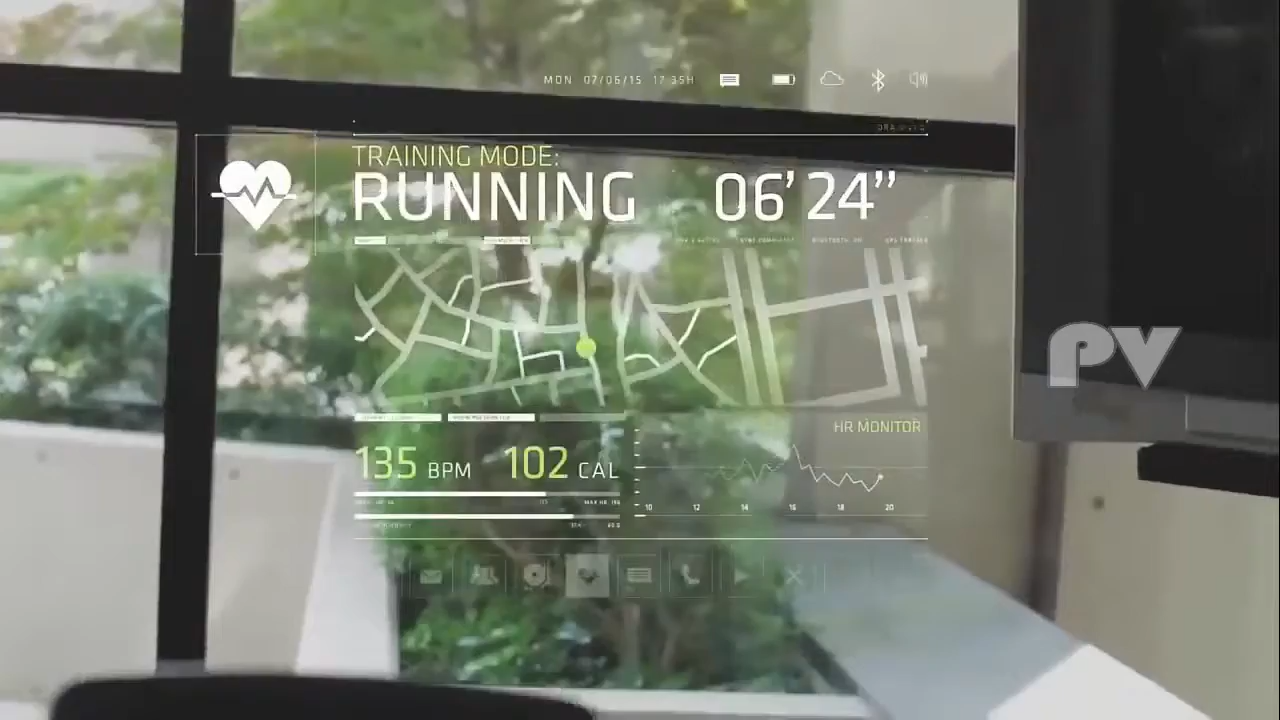 MON 07/06/15 17:35H
TRAINING MODE:
RUNNING 06’24”
HR MONITOR
135 BPM 102 CAL
10 12 14 16 18 20
PV